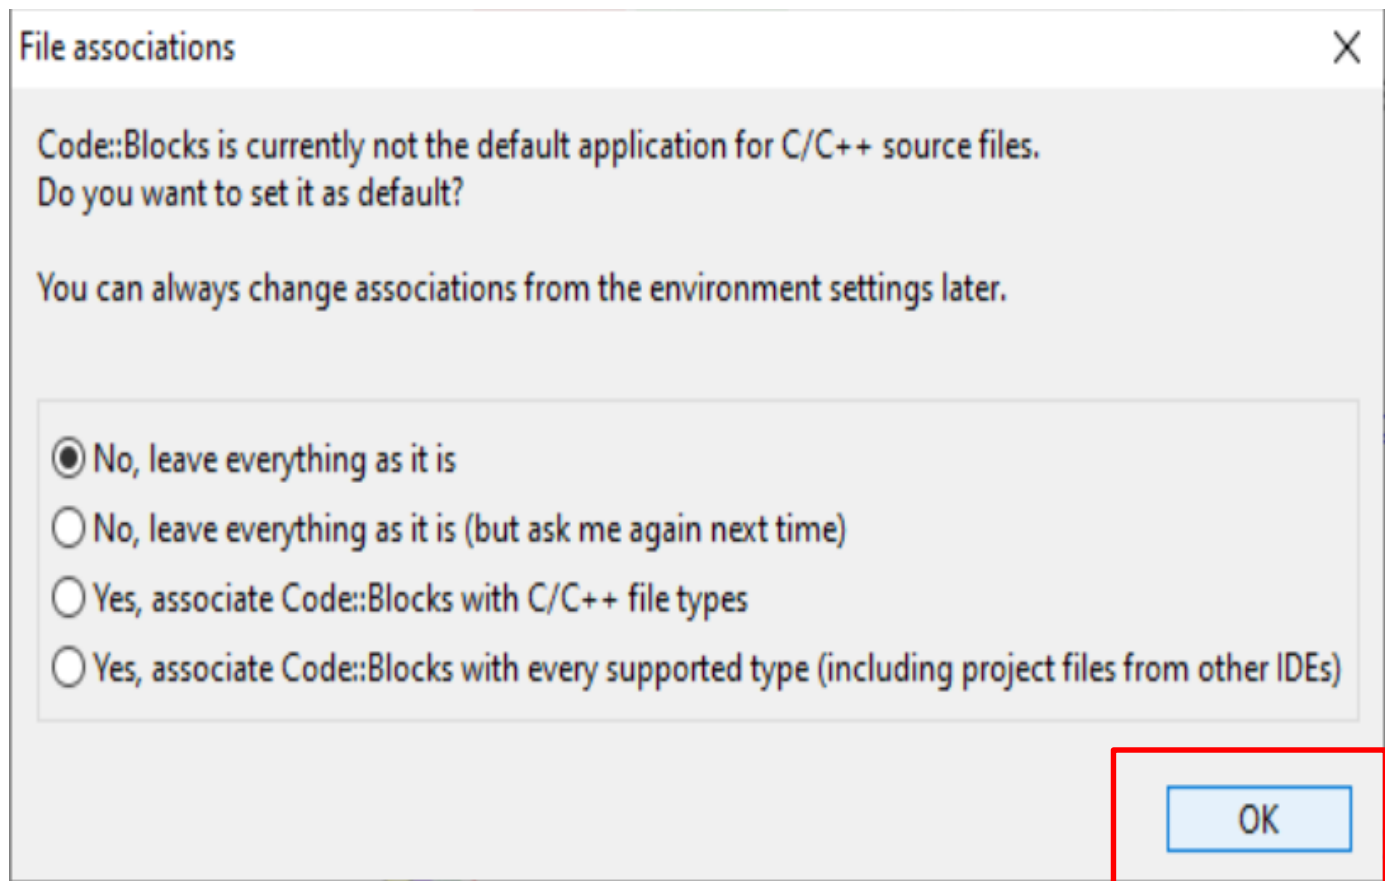 File associations
Code::Blocks is currently not the default application for C/C++ source files.
Do you want to set it as default?
You can always change associations from the environment settings later.
No, leave everything as it is
No, leave everything as it is (but ask me again next time)
Yes, associate Code::Blocks with C/C++ file types
Yes, associate Code::Blocks with every supported type (including project files from other IDEs)
OK